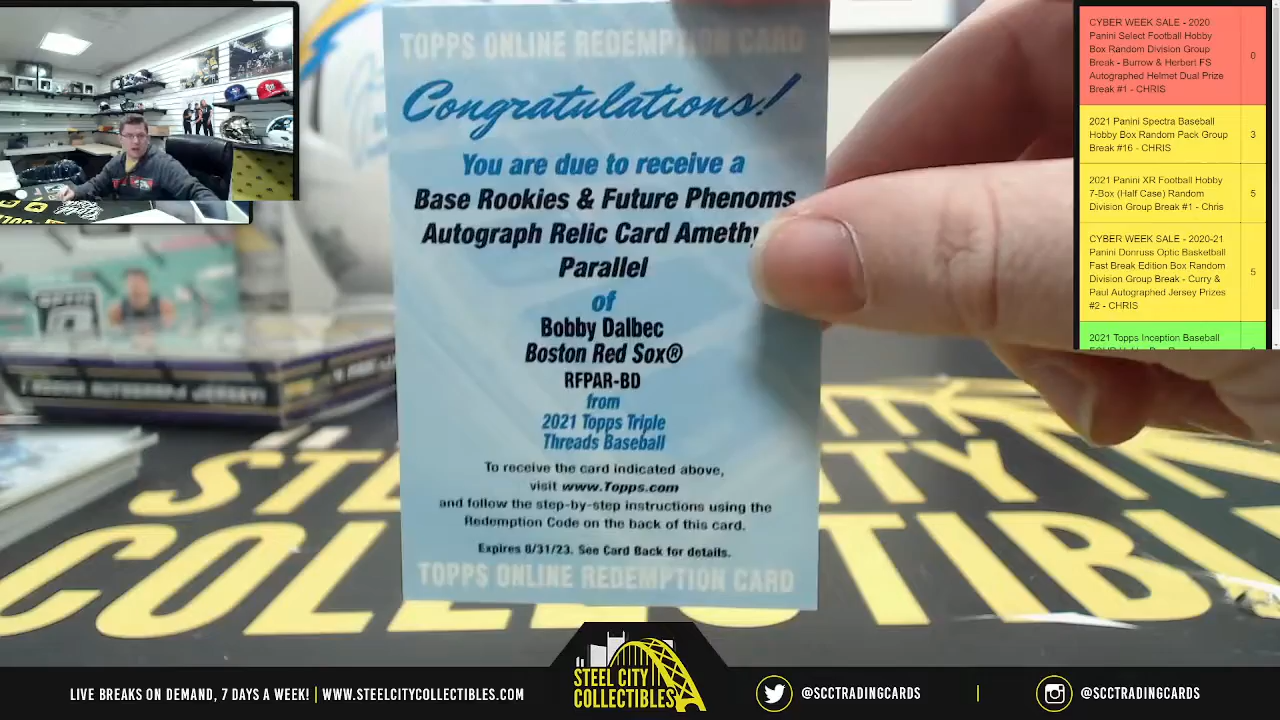 TOPPS ONLINE REDEMPTION CARD
Congratulations!
You are due to receive a
Base Rookies & Future Phenoms
Autograph Relic Card
Parallel
of
Bobby Dalbec
Boston Red Sox®
RFPAR-BD
from
2021 Topps Triple
Threads Baseball
To receive the card indicated above,
visit www.Topps.com
and follow the step-by-step instructions using the
Redemption Code on the back of this card.
Expires 8/31/23. See Card Back for details.
TOPPS ONLINE REDEMPTION CARD
CYBER WEEK SALE - 2020
Panini Select Football Hobby
Box Random Division Group
Break - Burrow & Herbert FS
Autographed Helmet Dual Prize
Break #1 - CHRIS
0
2021 Panini Spectra Baseball
Hobby Box Random Pack Group
Break #16 - CHRIS
3
2021 Panini XR Football Hobby
7-Box (Half Case) Random
Division Group Break #1 - Chris
5
CYBER WEEK SALE - 2020-21
Panini Donruss Optic Basketball
Fast Break Edition Box Random
Division Group Break - Curry &
Paul Autographed Jersey Prizes
#2 - CHRIS
5
2021 Topps Inception Baseball
OPTIC
STEEL CITY
COLLECTIBLES
LIVE BREAKS ON DEMAND, 7 DAYS A WEEK! | WWW.STEELCITYCOLLECTIBLES.COM
@SCCTRADINGCARDS
@SCCTRADINGCARDS